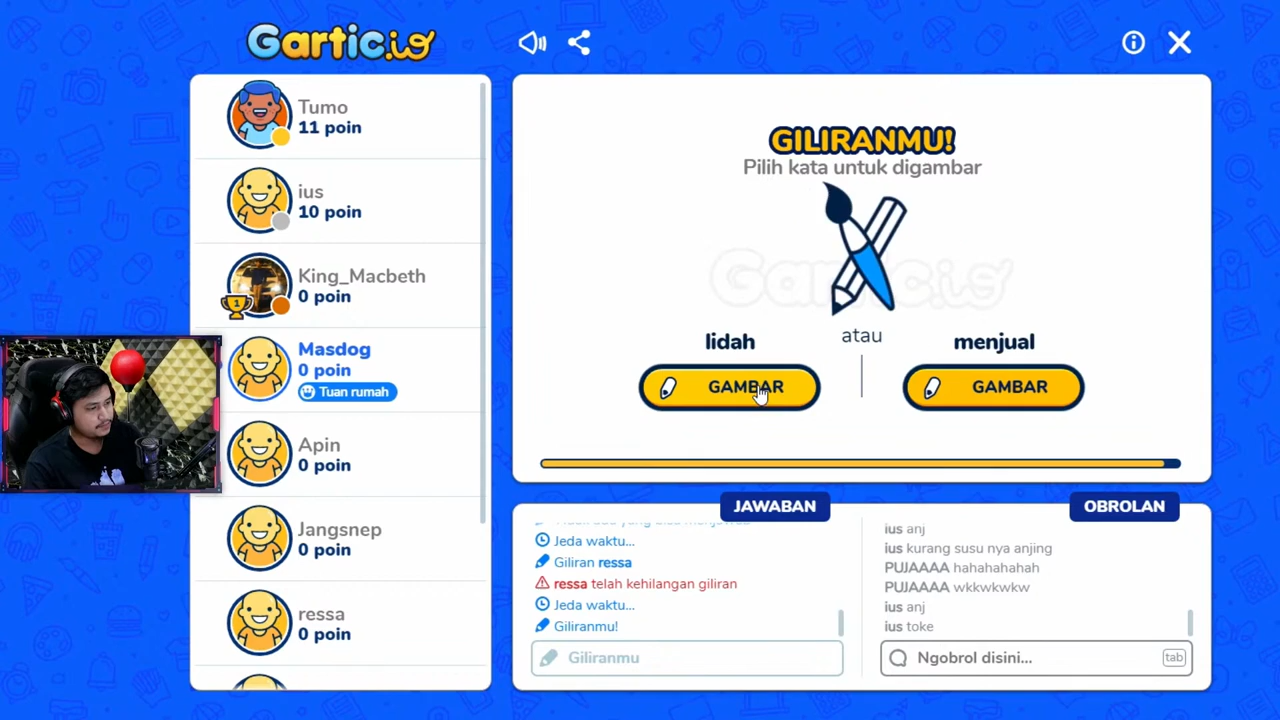 Gartic.io
Tumo
11 poin
ius
10 poin
1
King_Macbeth
0 poin
Masdog
0 poin
Tuan rumah
Apin
0 poin
Jangsnep
0 poin
ressa
0 poin
GILIRANMU!
Pilih kata untuk digambar
Gartic.io
lidah
atau
menjual
GAMBAR
GAMBAR
JAWABAN
Jeda waktu...
Giliran ressa
ressa telah kehilangan giliran
Jeda waktu...
Giliranmu!
Giliranmu
OBROLAN
ius anj
ius kurang susu nya anjing
PUJAAAA hahahahahah
PUJAAAA wkkwkwkw
ius anj
ius toke
Ngobrol disini...
tab